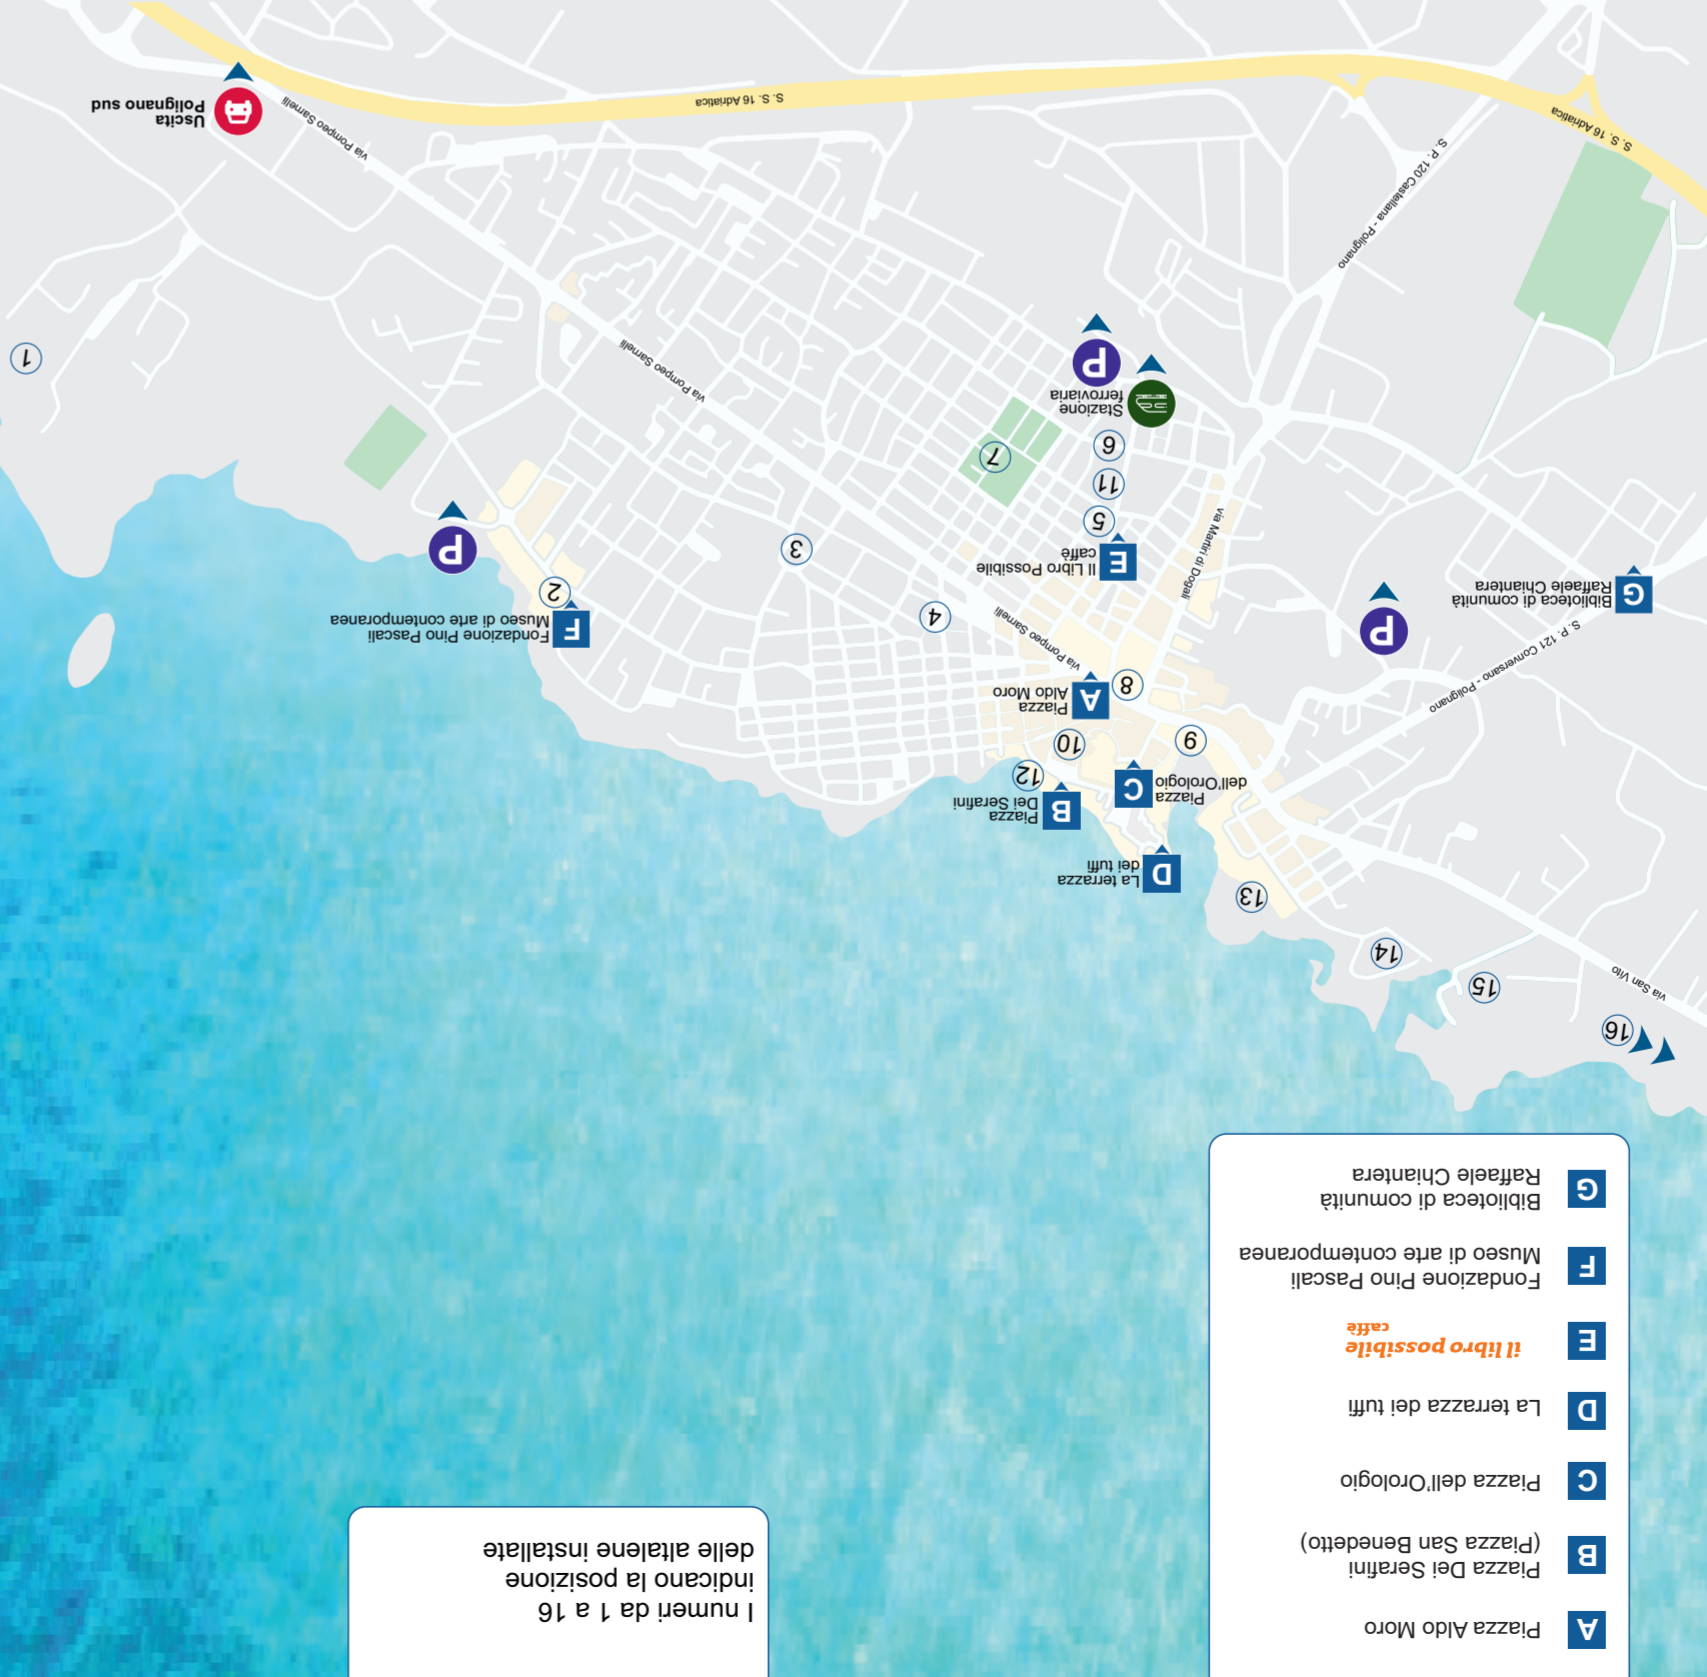 A
Piazza Aldo Moro
B
Piazza Dei Serafini
(Piazza San Benedetto)
C
Piazza dell'Orologio
D
La terrazza dei tuffi
E
il libro possibile
caffè
F
Fondazione Pino Pascali
Museo di arte contemporanea
G
Biblioteca di comunità
Raffaele Chiantera
I numeri da 1 a 16
indicano la posizione
delle altalene installate
16
via San Vito
15
14
13
D
La terrazza
dei tuffi
B
Piazza
Dei Serafini
C
Piazza
dell'Orologio
12
10
9
A
Piazza
Aldo Moro
8
via Pompeo Sarnelli
S. P. 121 Conversano - Polignano
P
G
Biblioteca di comunità
Raffaele Chiantera
F
Fondazione Pino Pascali
Museo di arte contemporanea
2
4
3
P
E
Il Libro Possibile
caffè
via Martiri di Dogali
5
11
6
7
Stazione
ferroviaria
P
1
via Pompeo Sarnelli
S. P. 120 Castellana - Polignano
via Pompeo Sarnelli
S. S. 16 Adriatica
S. S. 16 Adriatica
Uscita
Polignano sud